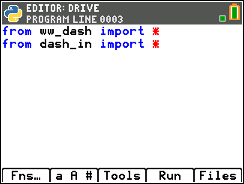 EDITOR: DRIVE
PROGRAM LINE 0003
from ww_dash import *
from dash_in import *
Fns… a A # Tools Run Files